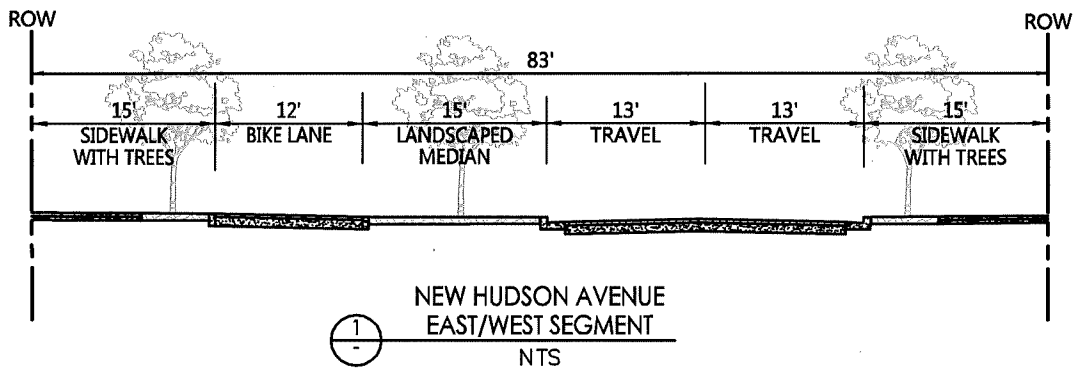 ROW
ROW
83'
15'
SIDEWALK
WITH TREES
12'
BIKE LANE
15'
LANDSCAPED
MEDIAN
13'
TRAVEL
13'
TRAVEL
15'
SIDEWALK
WITH TREES
1
-
NEW HUDSON AVENUE
EAST/WEST SEGMENT
NTS